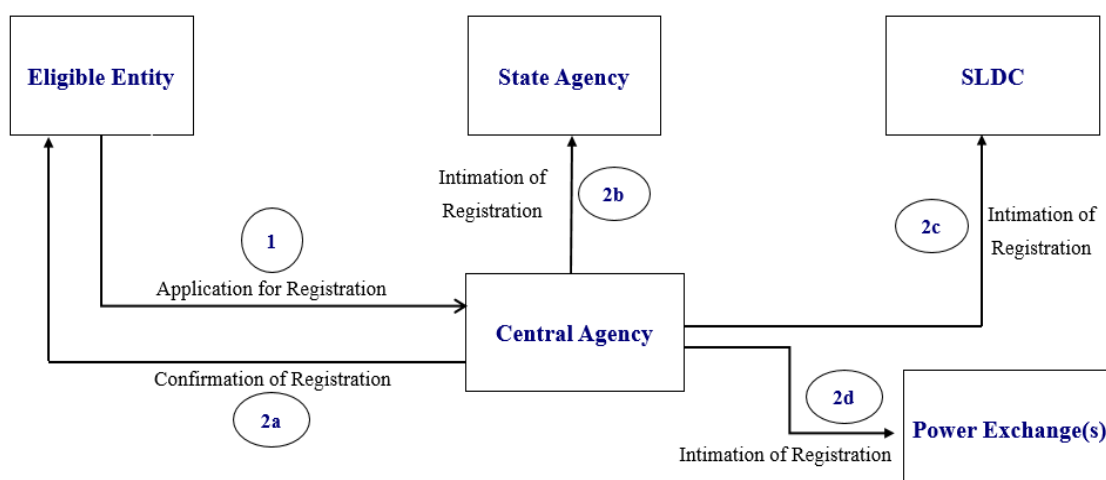 Eligible Entity
State Agency
SLDC
Intimation of
Registration
2b
Intimation of
Registration
2c
1
Application for Registration
Central Agency
Confirmation of Registration
2a
2d
Power Exchange(s)
Intimation of Registration